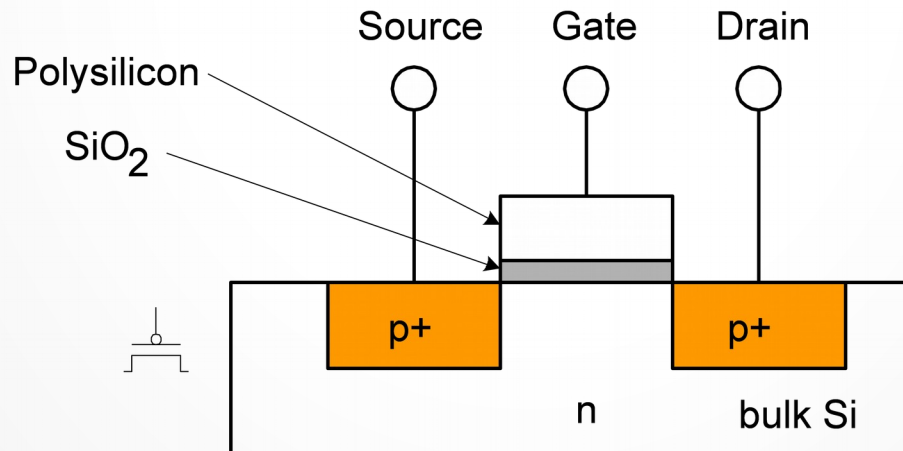 Source
Gate
Drain
Polysilicon
SiO2
p+
p+
n
bulk Si